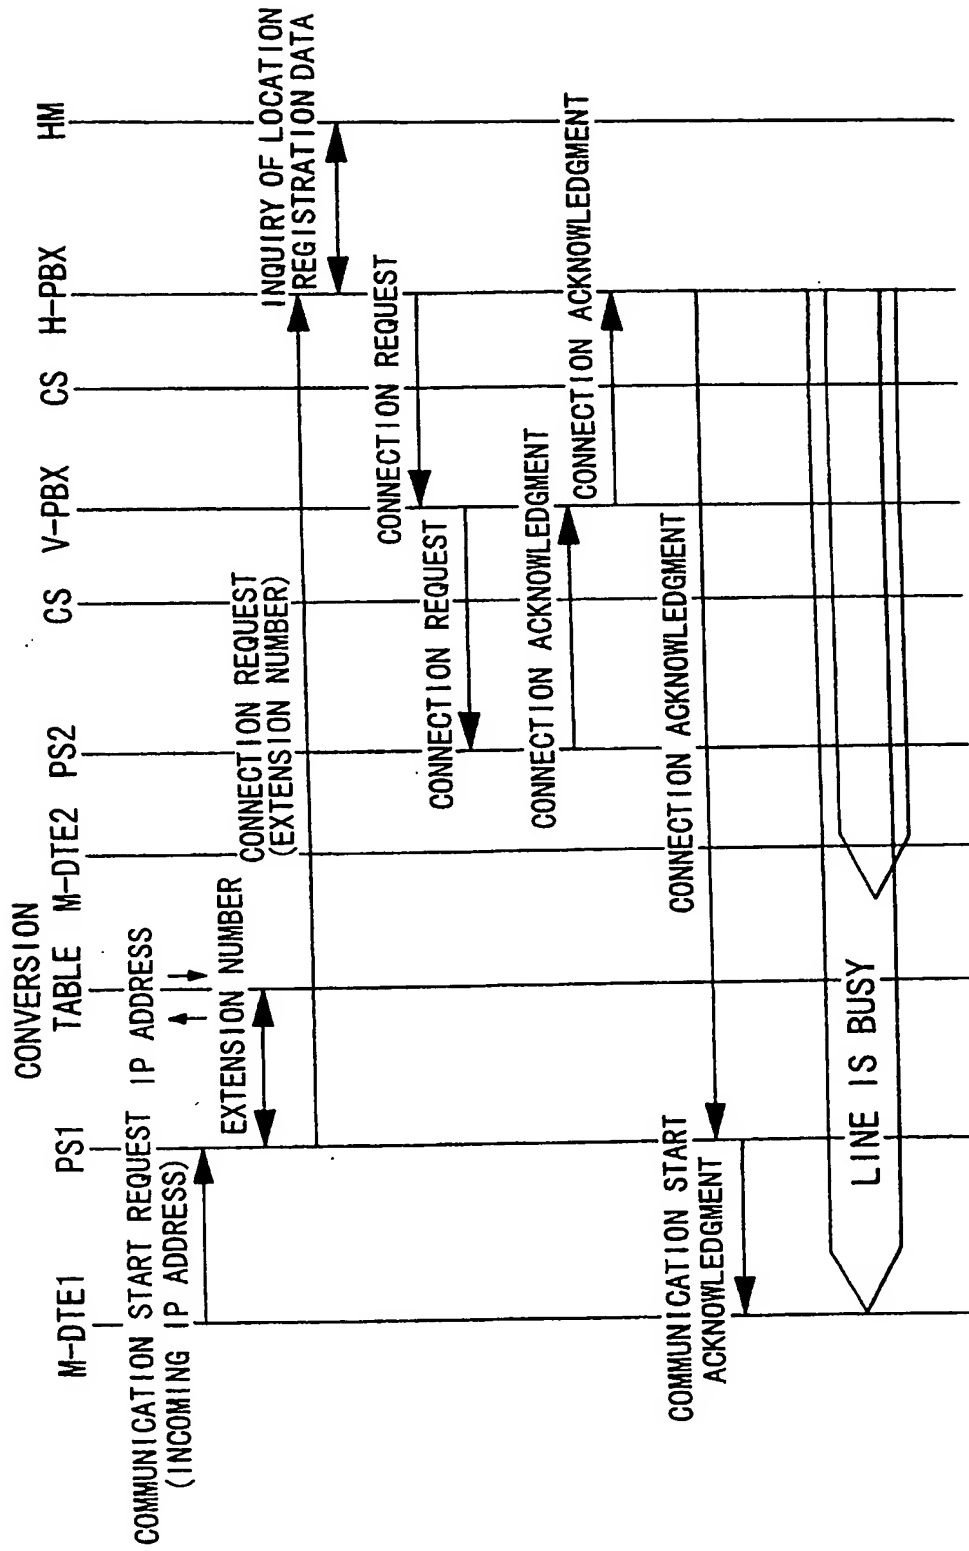 CONVERSION
M-DTE1
PS1
TABLE
M-DTE2
PS2
CS
V-PBX
CS
H-PBX
HM
COMMUNICATION START REQUEST
(INCOMING IP ADDRESS)
IP ADDRESS
EXTENSION NUMBER
CONNECTION REQUEST
(EXTENSION NUMBER)
INQUIRY OF LOCATION
REGISTRATION DATA
CONNECTION REQUEST
CONNECTION REQUEST
CONNECTION ACKNOWLEDGMENT
CONNECTION ACKNOWLEDGMENT
CONNECTION ACKNOWLEDGMENT
COMMUNICATION START
ACKNOWLEDGMENT
LINE IS BUSY